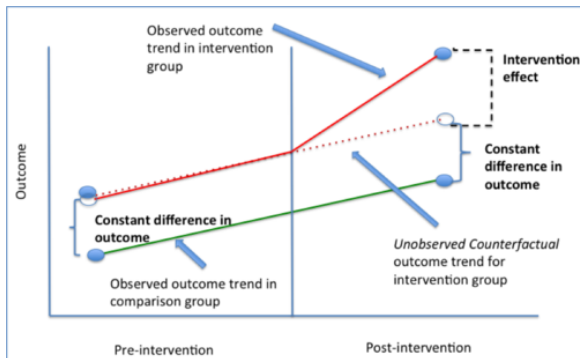 Observed outcome
trend in intervention
group
Intervention
effect
Outcome
Constant difference in
outcome
Constant
difference in
outcome
Observed outcome trend in
comparison group
Unobserved Counterfactual
outcome trend for
intervention group
Pre-intervention
Post-intervention